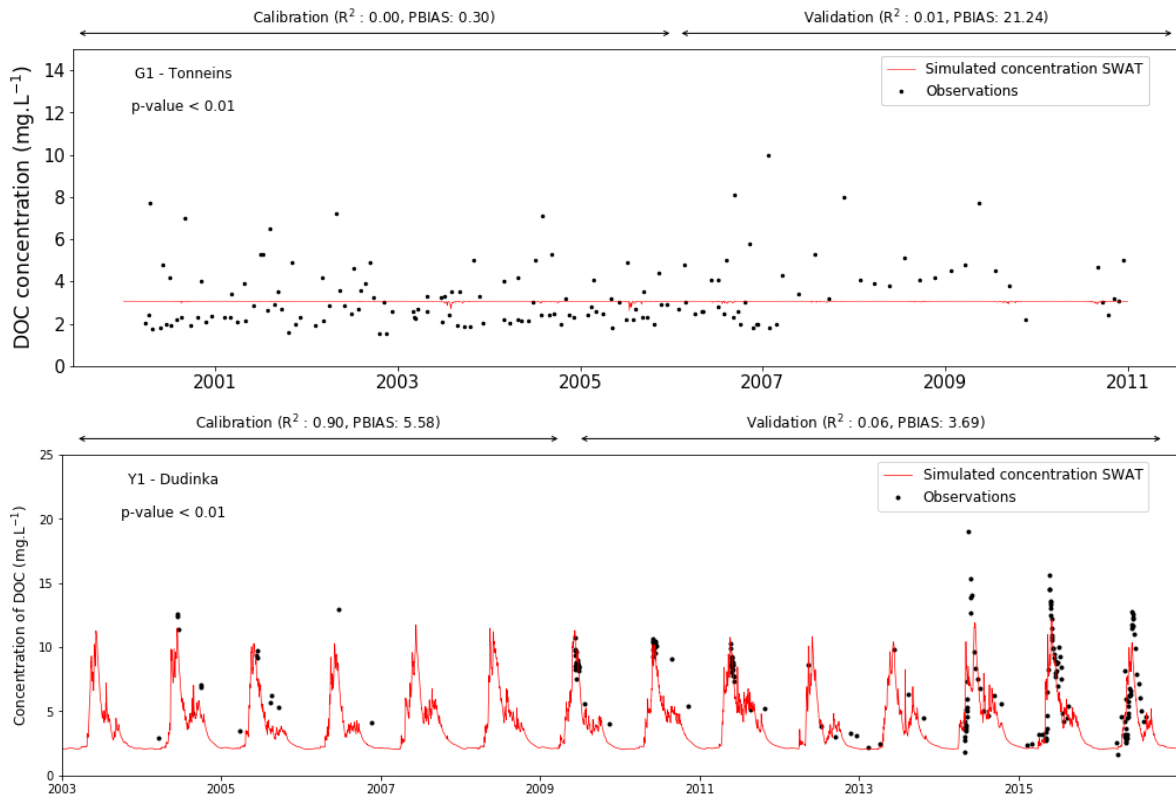 Calibration (R² : 0.00, PBIAS: 0.30) Validation (R² : 0.01, PBIAS: 21.24)
G1 - Tonneins
p-value < 0.01
Simulated concentration SWAT
Observations
DOC concentration (mg.L⁻¹)
14
12
10
8
6
4
2
0
2001 2003 2005 2007 2009 2011
Calibration (R² : 0.90, PBIAS: 5.58) Validation (R² : 0.06, PBIAS: 3.69)
Y1 - Dudinka
p-value < 0.01
Simulated concentration SWAT
Observations
Concentration of DOC (mg.L⁻¹)
25
20
15
10
5
0
2003 2005 2007 2009 2011 2013 2015